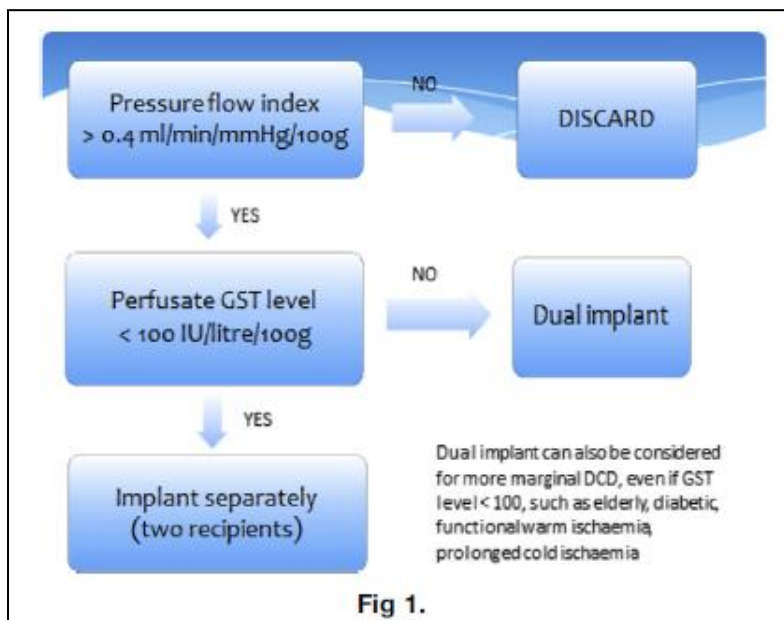 Pressure flow index
> 0.4 ml/min/mmHg/100g
NO
DISCARD
YES
Perfusate GST level
< 100 IU/litre/100g
NO
Dual implant
YES
Implant separately
(two recipients)
Dual implant can also be considered
for more marginal DCD, even if GST
level < 100, such as elderly, diabetic,
functional warm ischaemia,
prolonged cold ischaemia
Fig 1.